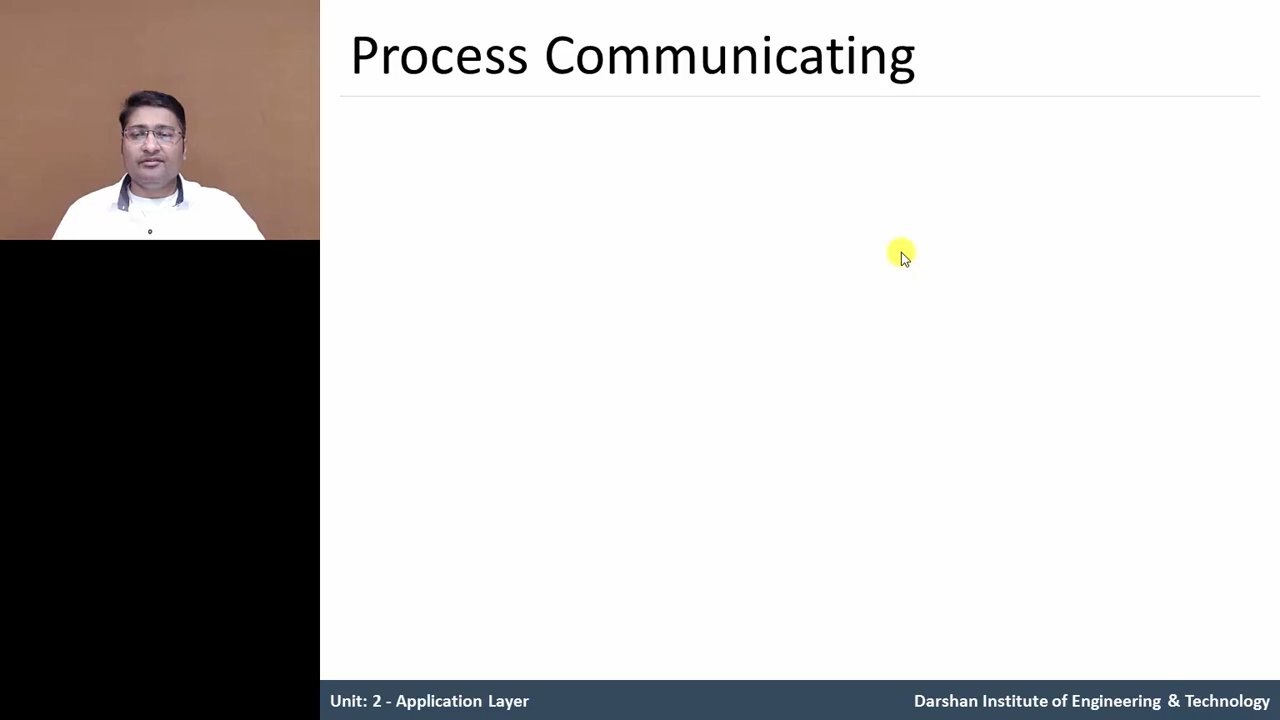 Process Communicating
Unit: 2 - Application Layer
Darshan Institute of Engineering & Technology